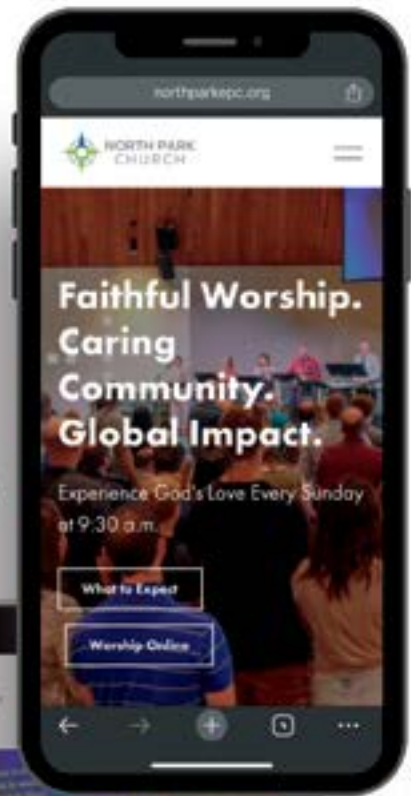 northparkepc.org
NORTH PARK
CHURCH
Faithful Worship.
Caring
Community.
Global Impact.
Experience God's Love Every Sunday
at 9:30 a.m.
What to Expect
Worship Online